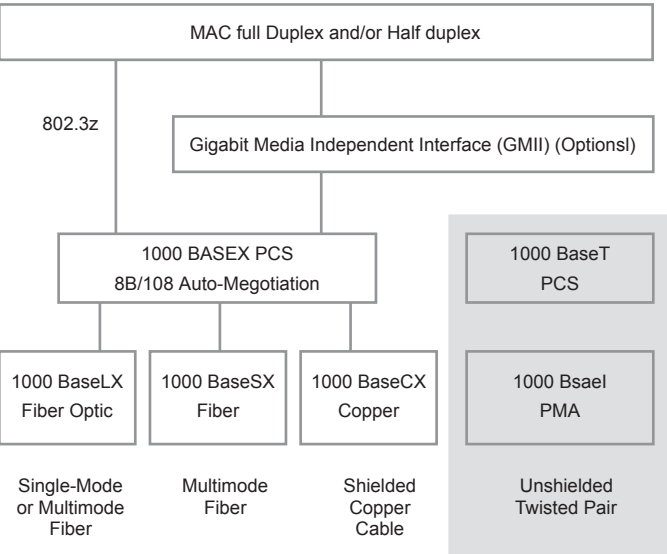 MAC full Duplex and/or Half duplex
802.3z
Gigabit Media Independent Interface (GMII) (Optionsl)
1000 BASEX PCS
8B/108 Auto-Megotiation
1000 BaseT
PCS
1000 BaseLX
Fiber Optic
1000 BaseSX
Fiber
1000 BaseCX
Copper
1000 Bsael
PMA
Single-Mode
or Multimode
Fiber
Multimode
Fiber
Shielded
Copper
Cable
Unshielded
Twisted Pair